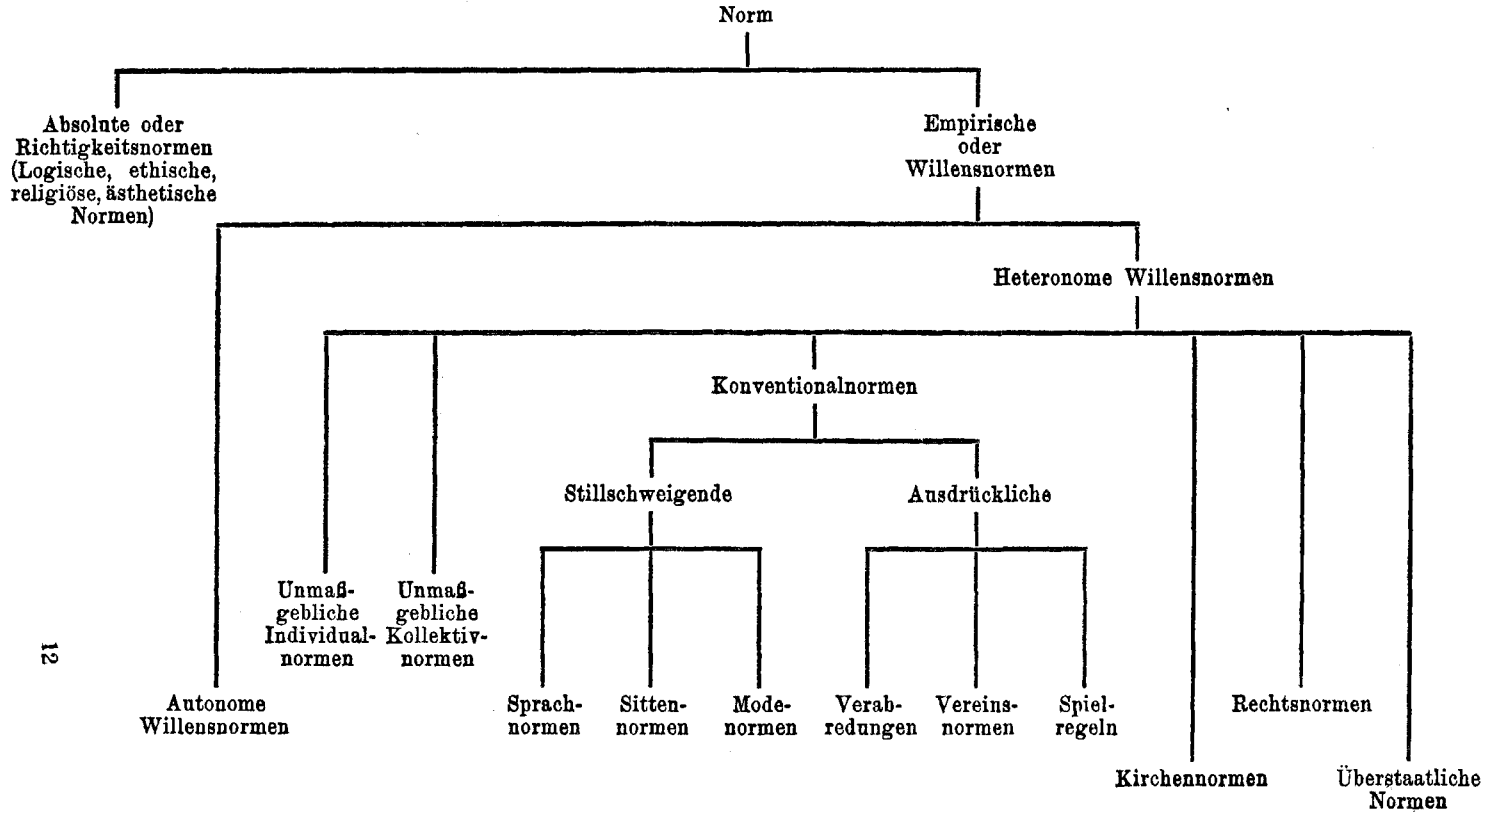 Norm
Absolute oder
Richtigkeitsnormen
(Logische, ethische,
religiöse, ästhetische
Normen)
Empirische
oder
Willensnormen
Heteronome Willensnormen
Konventionalnormen
Stillschweigende
Ausdrückliche
Unmaß-
gebliche
Individual-
normen
Unmaß-
gebliche
Kollektiv-
normen
12
Autonome
Willensnormen
Sprach-
normen
Sitten-
normen
Mode-
normen
Verab-
redungen
Vereins-
normen
Spiel-
regeln
Rechtsnormen
Kirchennormen
Überstaatliche
Normen